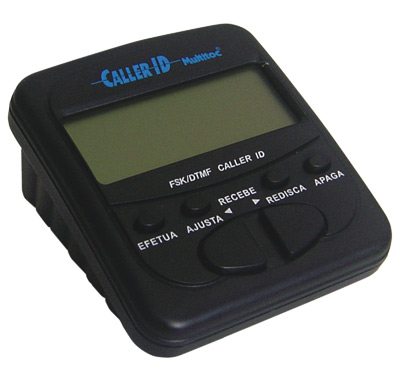 CALLER ID Multitoc
FSK/DTMF CALLER ID
RECEBE
EFETUA AJUSTA ◄ ► REDISCA APAGA